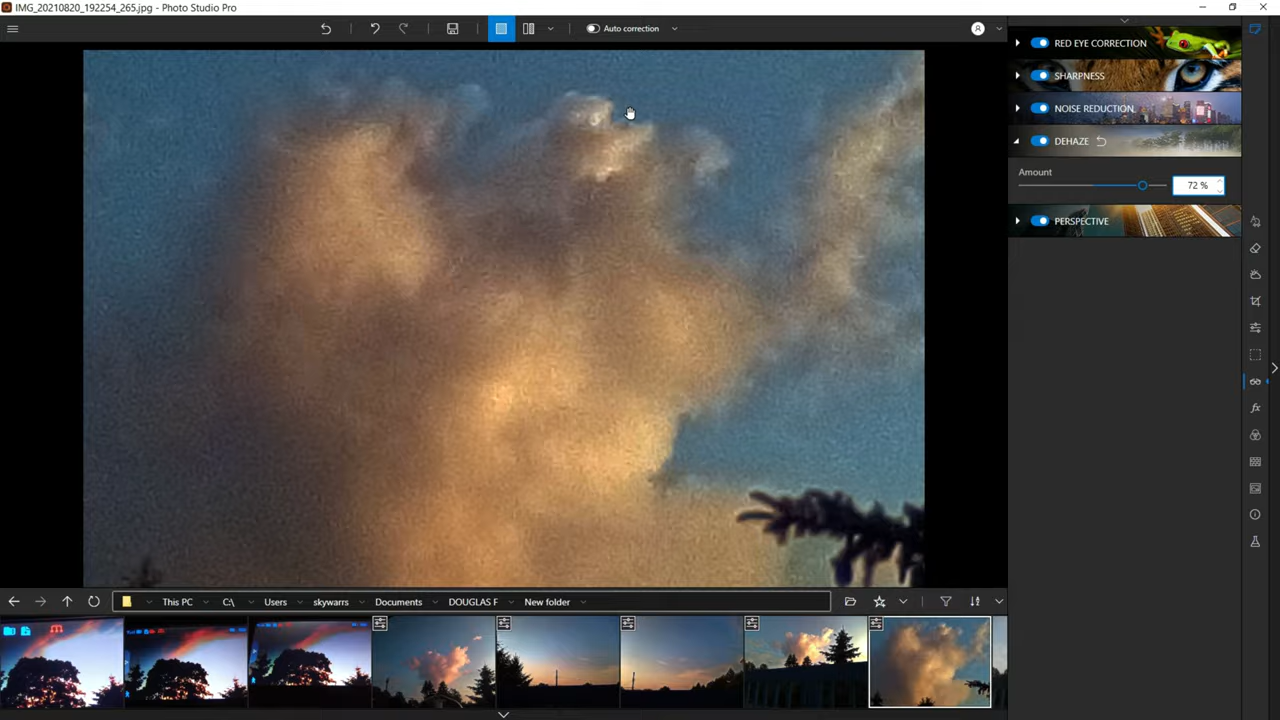 IMG_20210820_192254_265.jpg - Photo Studio Pro
Auto correction
RED EYE CORRECTION
SHARPNESS
NOISE REDUCTION
DEHAZE
Amount
72 %
PERSPECTIVE
fx
This PC
C:\
Users
skywarrs
Documents
DOUGLAS F
New folder